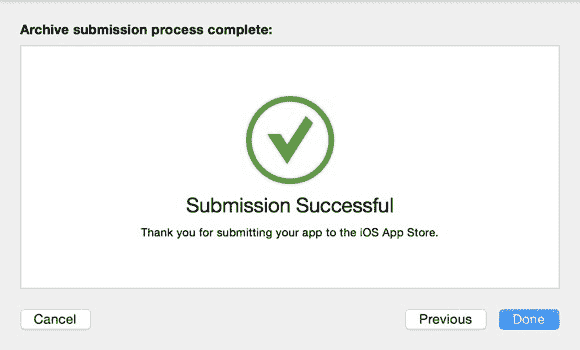 Archive submission process complete:
Submission Successful
Thank you for submitting your app to the iOS App Store.
Cancel
Previous
Done